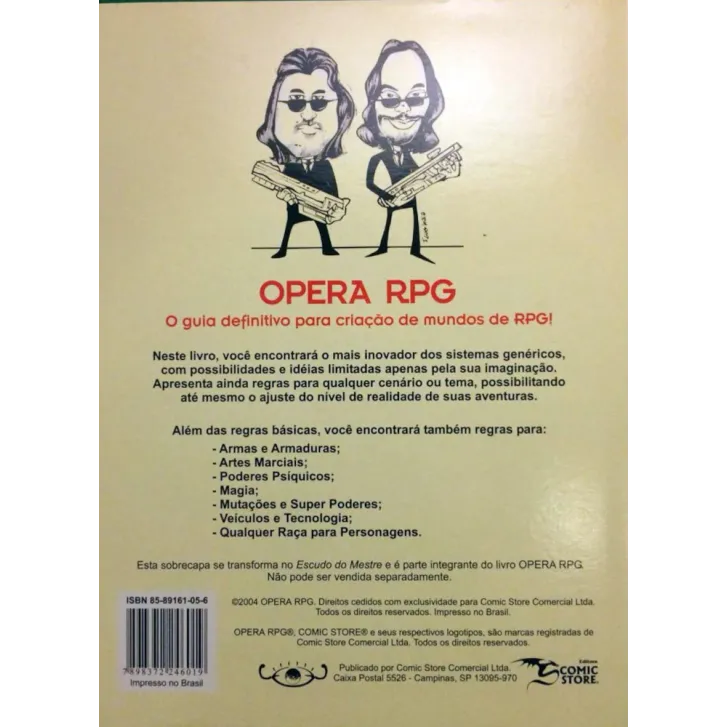 OPERA RPG
O guia definitivo para criação de mundos de RPG!
Neste livro, você encontrará o mais inovador dos sistemas genéricos,
com possibilidades e idéias limitadas apenas pela sua imaginação.
Apresenta ainda regras para qualquer cenário ou tema, possibilitando
até mesmo o ajuste do nível de realidade de suas aventuras.
Além das regras básicas, você encontrará também regras para:
- Armas e Armaduras;
- Artes Marciais;
- Poderes Psíquicos;
- Magia;
- Mutações e Super Poderes;
- Veículos e Tecnologia;
- Qualquer Raça para Personagens.
Esta sobrecapa se transforma no Escudo do Mestre e é parte integrante do livro OPERA RPG.
Não pode ser vendida separadamente.
ISBN 85-89161-05-6
7898372246019
Impresso no Brasil
©2004 OPERA RPG. Direitos cedidos com exclusividade para Comic Store Comercial Ltda.
Todos os direitos reservados. Impresso no Brasil.
OPERA RPG®, COMIC STORE® e seus respectivos logotipos, são marcas registradas de
Comic Store Comercial Ltda. Todos os direitos reservados.
Publicado por Comic Store Comercial Ltda.
Caixa Postal 5526 - Campinas, SP 13095-970
Editora
COMIC
STORE®